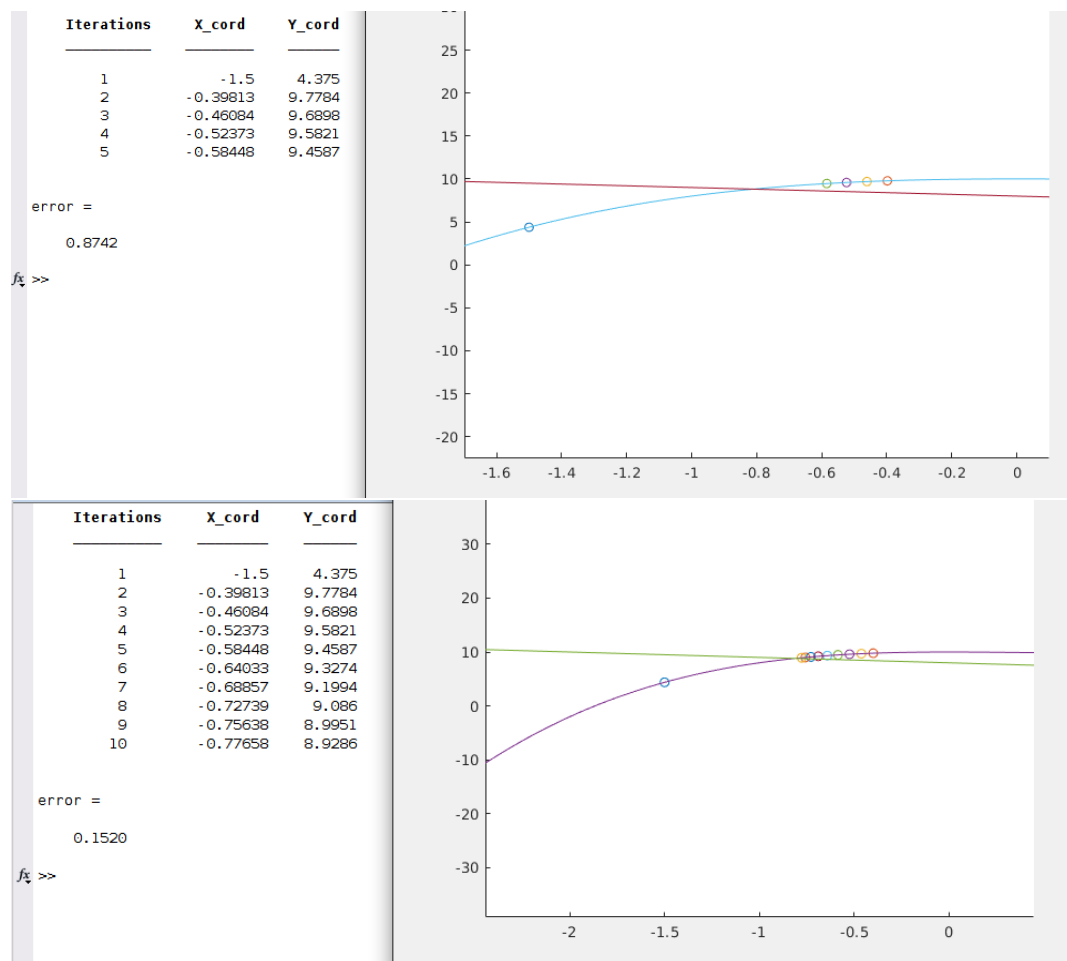 Iterations X_cord Y_cord
1 -1.5 4.375
2 -0.39813 9.7784
3 -0.46084 9.6898
4 -0.52373 9.5821
5 -0.58448 9.4587
error =
0.8742
fx >>
25
20
15
10
5
0
-5
-10
-15
-20
-1.6 -1.4 -1.2 -1 -0.8 -0.6 -0.4 -0.2 0
Iterations X_cord Y_cord
1 -1.5 4.375
2 -0.39813 9.7784
3 -0.46084 9.6898
4 -0.52373 9.5821
5 -0.58448 9.4587
6 -0.64033 9.3274
7 -0.68857 9.1994
8 -0.72739 9.086
9 -0.75638 8.9951
10 -0.77658 8.9286
error =
0.1520
fx >>
30
20
10
0
-10
-20
-30
-2 -1.5 -1 -0.5 0